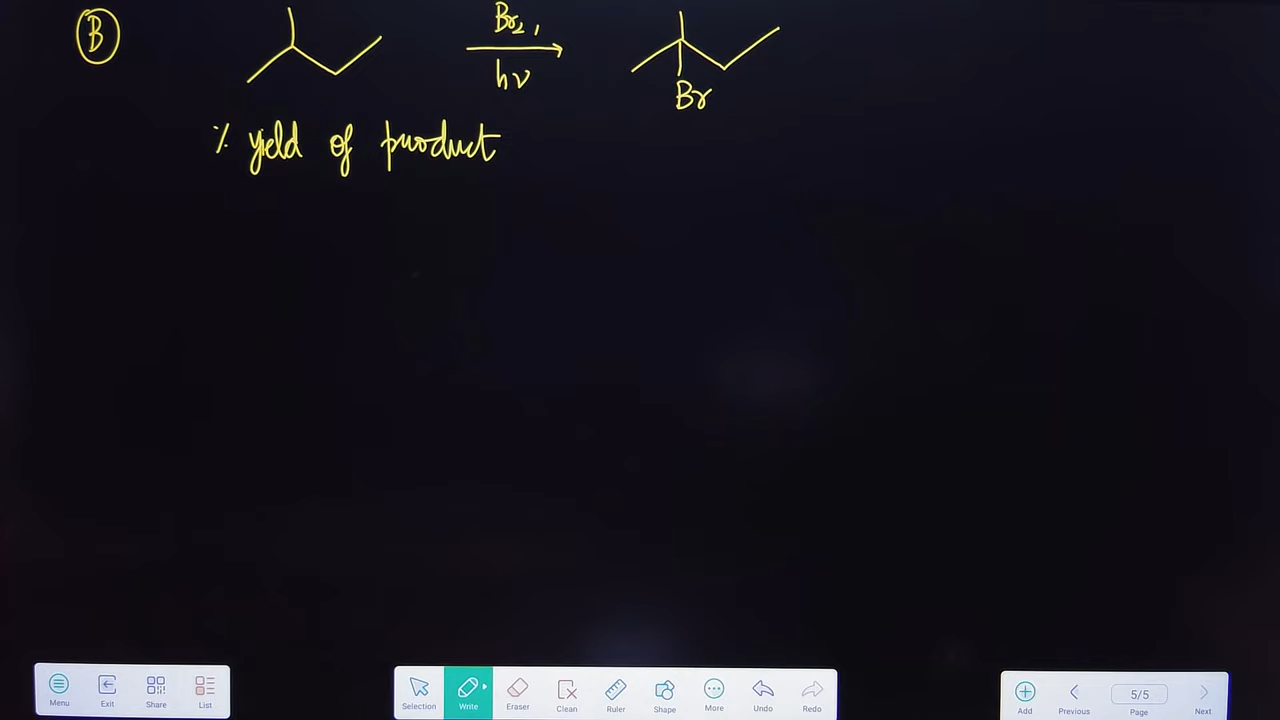 B
Br2,
hν
Br
% yield of product
Menu Exit Share List
Selection Write Eraser Clean Ruler Shape More Undo Redo
5/5
Add Previous Page Next